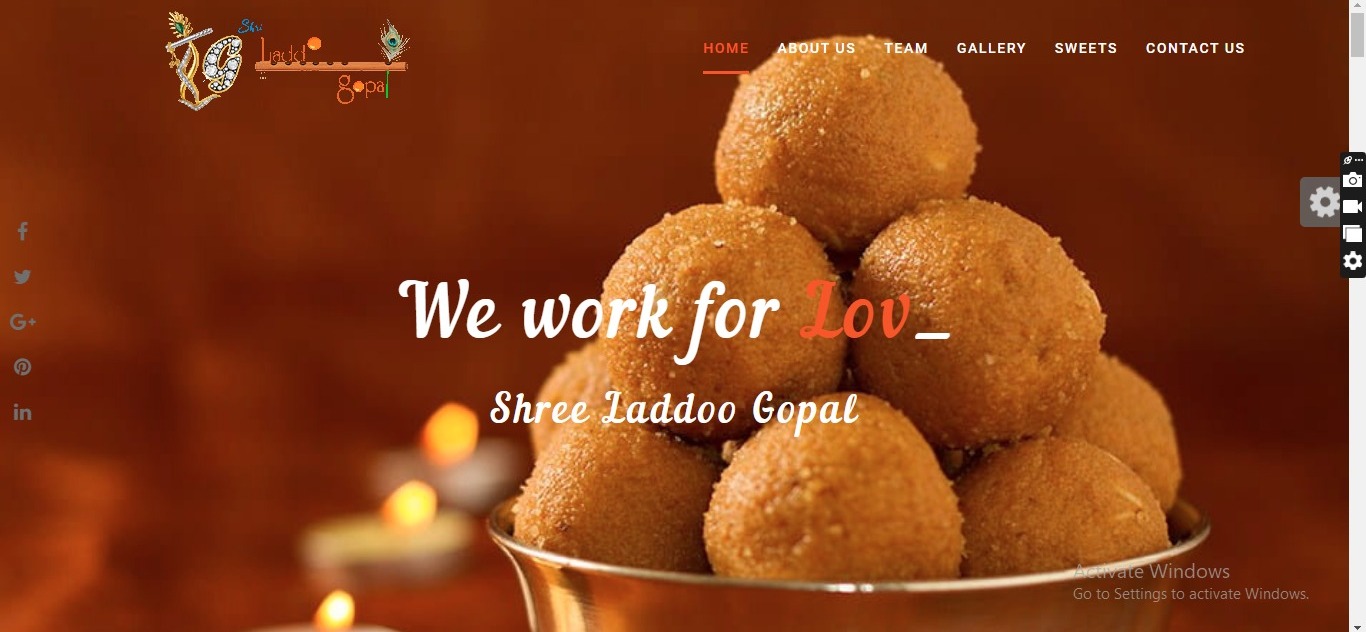 Shri
Laddo
gopal
HOME ABOUT US TEAM GALLERY SWEETS CONTACT US
We work for Lov_
Shree Laddoo Gopal
G+
Activate Windows
Go to Settings to activate Windows.